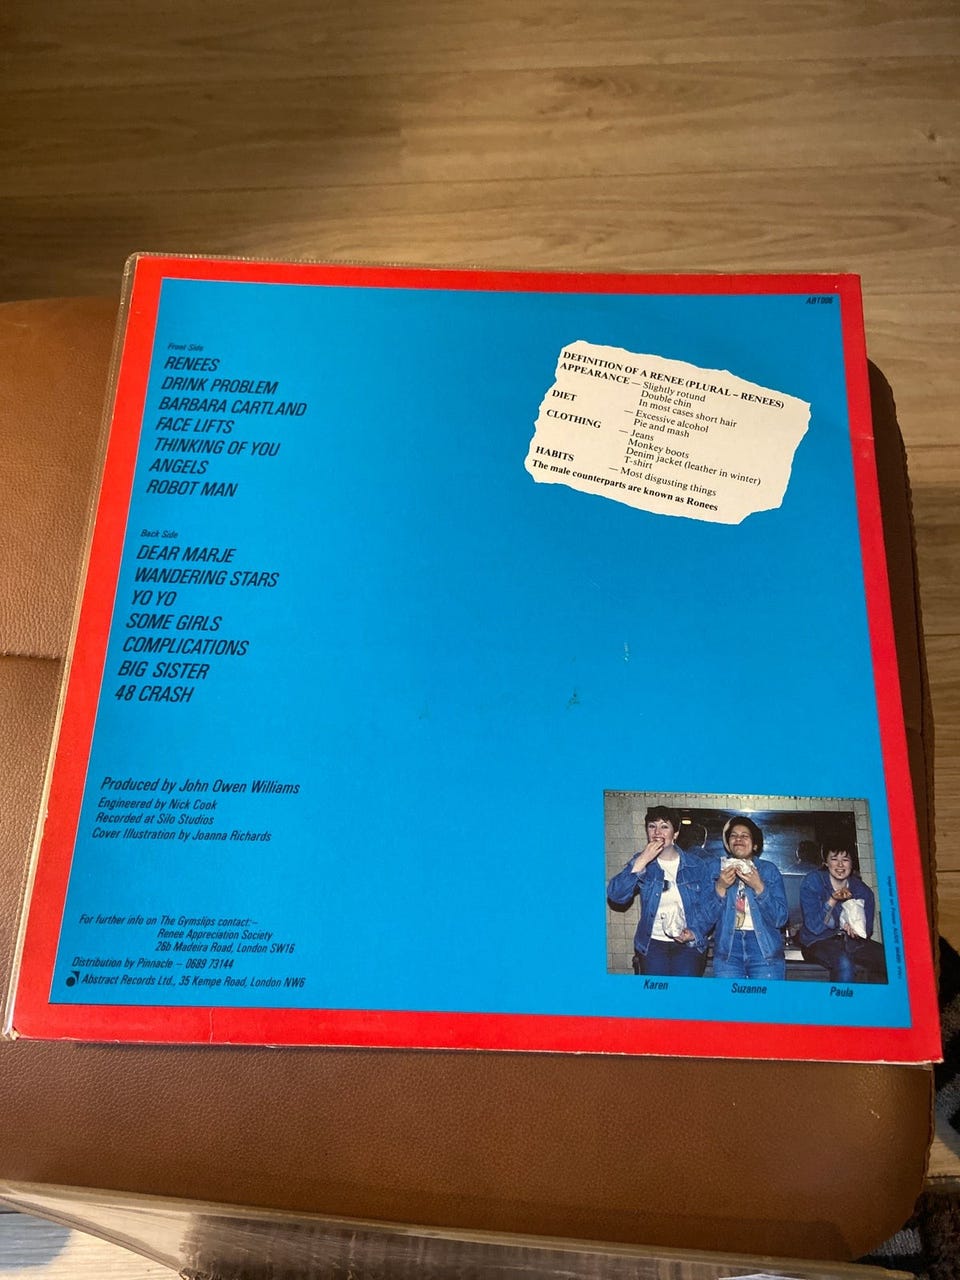 ABT006
Front Side
RENEES
DRINK PROBLEM
BARBARA CARTLAND
FACE LIFTS
THINKING OF YOU
ANGELS
ROBOT MAN
Back Side
DEAR MARJE
WANDERING STARS
YO YO
SOME GIRLS
COMPLICATIONS
BIG SISTER
48 CRASH
DEFINITION OF A RENEE (PLURAL – RENEES)
APPEARANCE — Slightly rotund
Double chin
In most cases short hair
DIET — Excessive alcohol
Pie and mash
CLOTHING — Jeans
Monkey boots
Denim jacket (leather in winter)
T-shirt
HABITS — Most disgusting things
The male counterparts are known as Ronees
Produced by John Owen Williams
Engineered by Nick Cook
Recorded at Silo Studios
Cover Illustration by Joanna Richards
For further info on The Gymslips contact:–
Renee Appreciation Society
26b Madeira Road, London SW16
Distribution by Pinnacle – 0689 73144
Abstract Records Ltd., 35 Kempe Road, London NW6
Karen
Suzanne
Paula